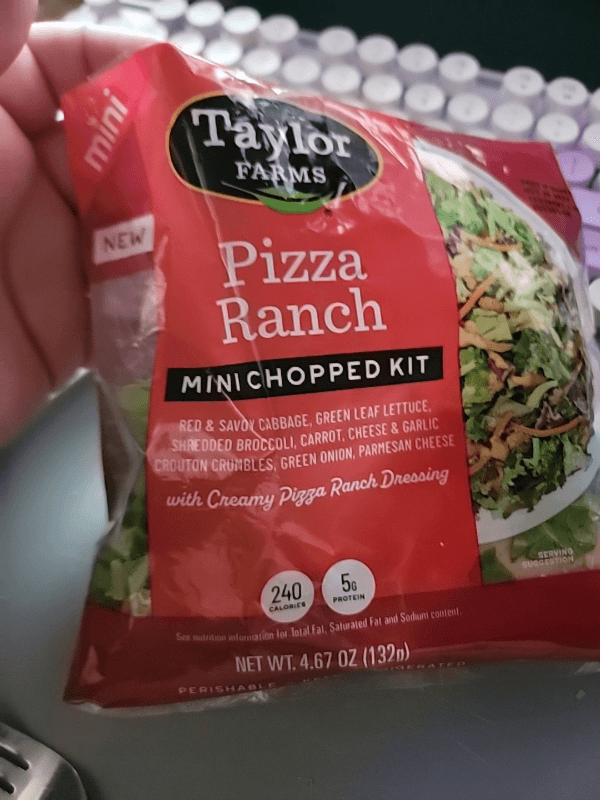 mini
Taylor
FARMS
NEW
Pizza
Ranch
MINI CHOPPED KIT
RED & SAVOY CABBAGE, GREEN LEAF LETTUCE,
SHREDDED BROCCOLI, CARROT, CHEESE & GARLIC
CROUTON CRUMBLES, GREEN ONION, PARMESAN CHEESE
with Creamy Pizza Ranch Dressing
SERVING
SUGGESTION
240
CALORIES
5G
PROTEIN
See nutrition information for Total Fat, Saturated Fat and Sodium content.
NET WT. 4.67 OZ (132g)
PERISHABLE